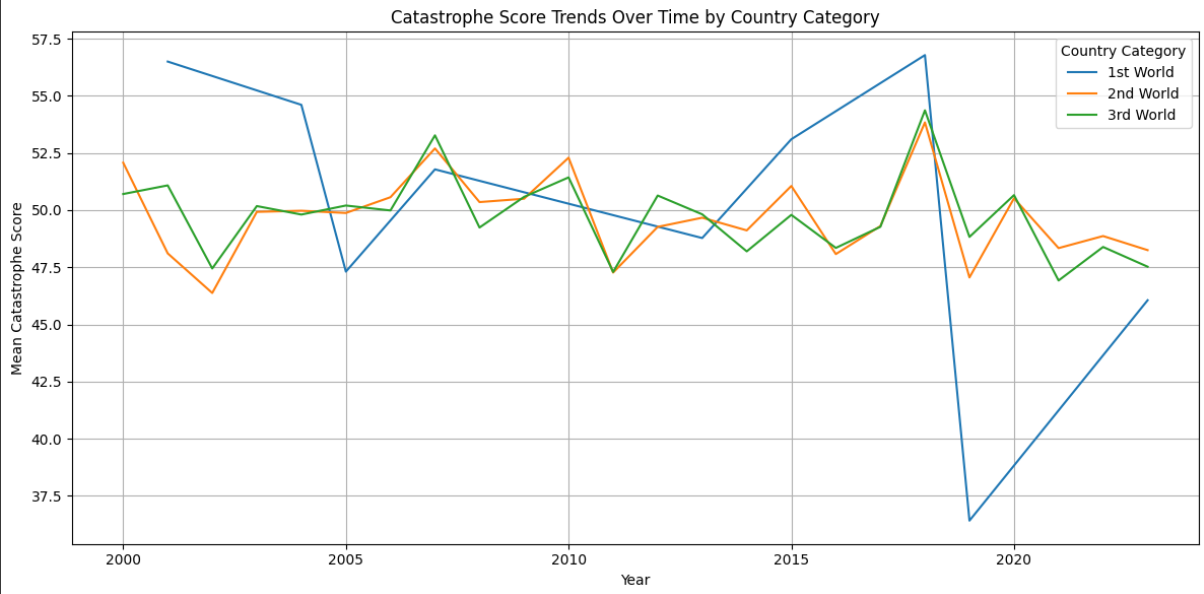 Catastrophe Score Trends Over Time by Country Category
57.5
55.0
52.5
50.0
47.5
45.0
42.5
40.0
37.5
Mean Catastrophe Score
Country Category
1st World
2nd World
3rd World
2000
2005
2010
2015
2020
Year